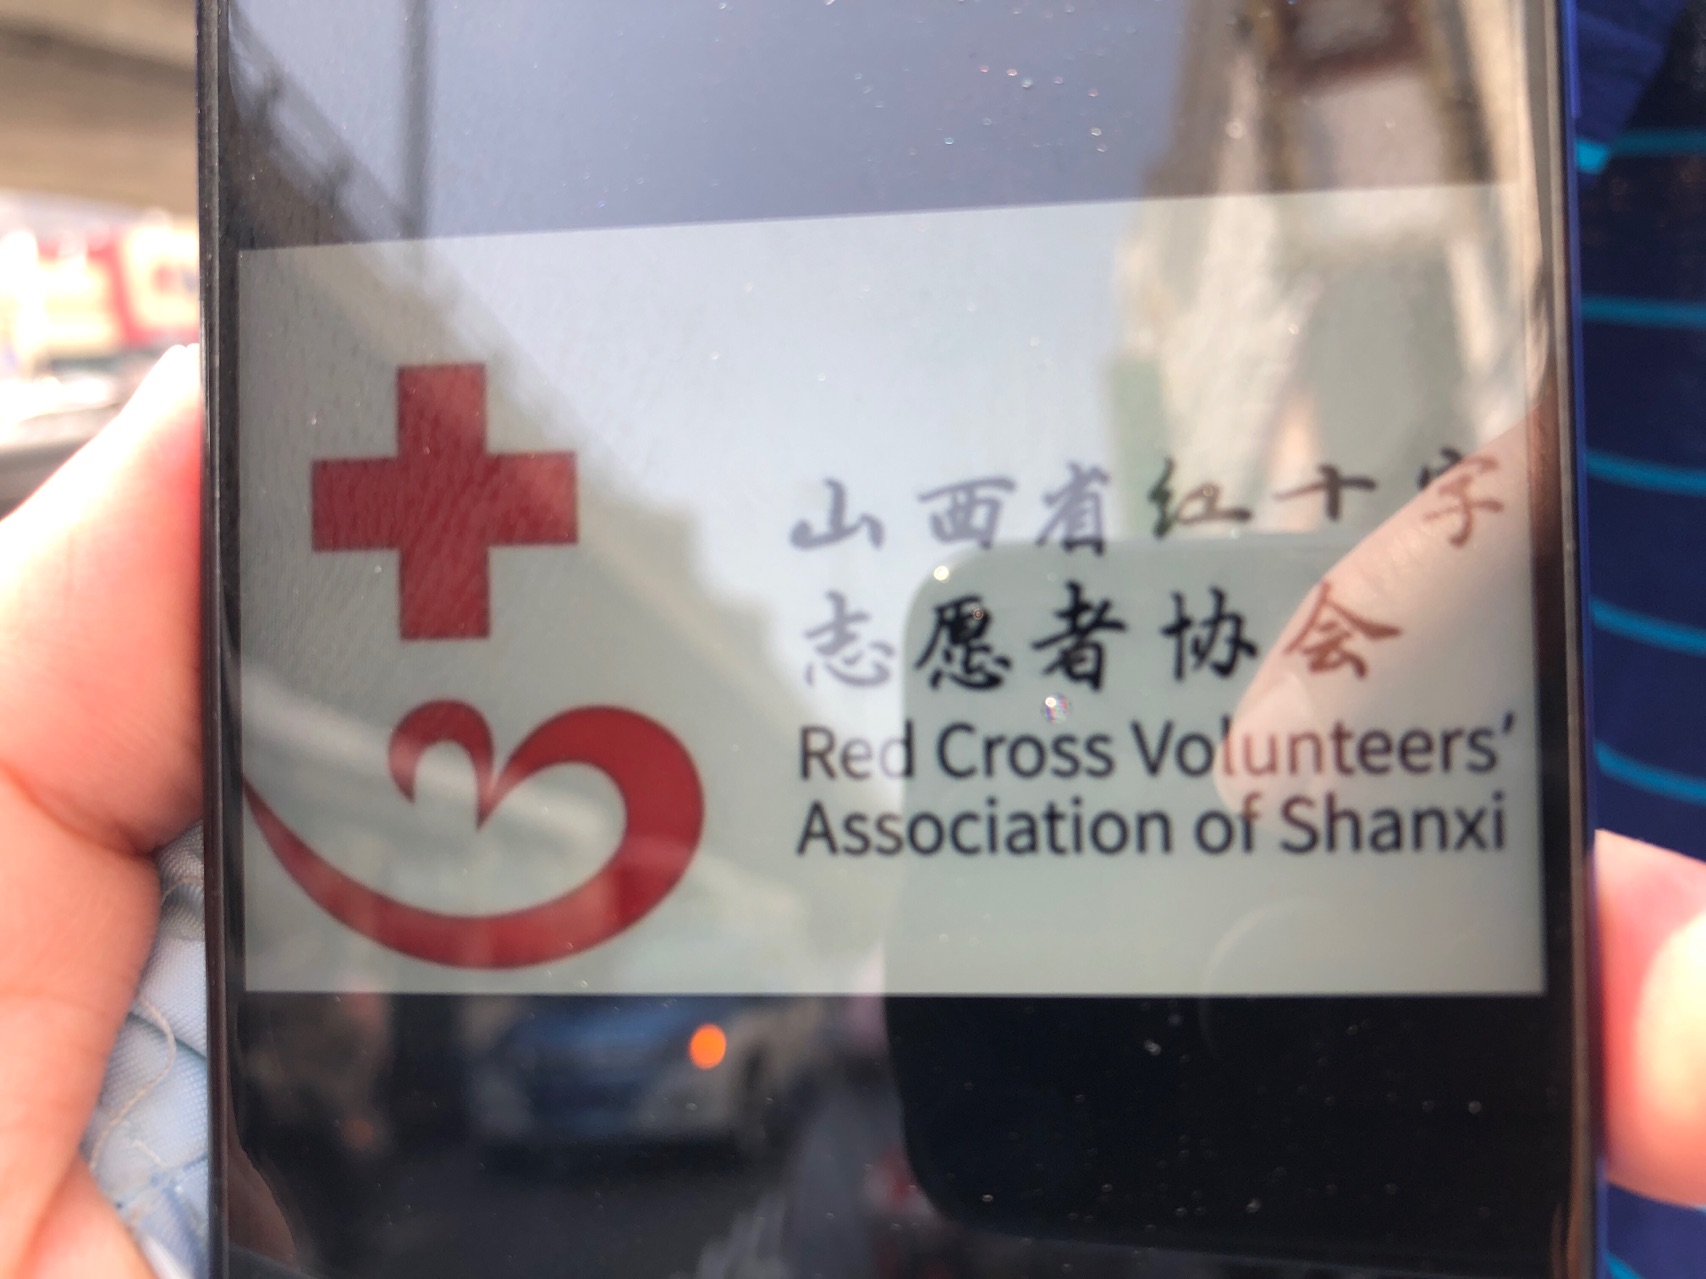 山西省红十字
志愿者协会
Red Cross Volunteers'
Association of Shanxi